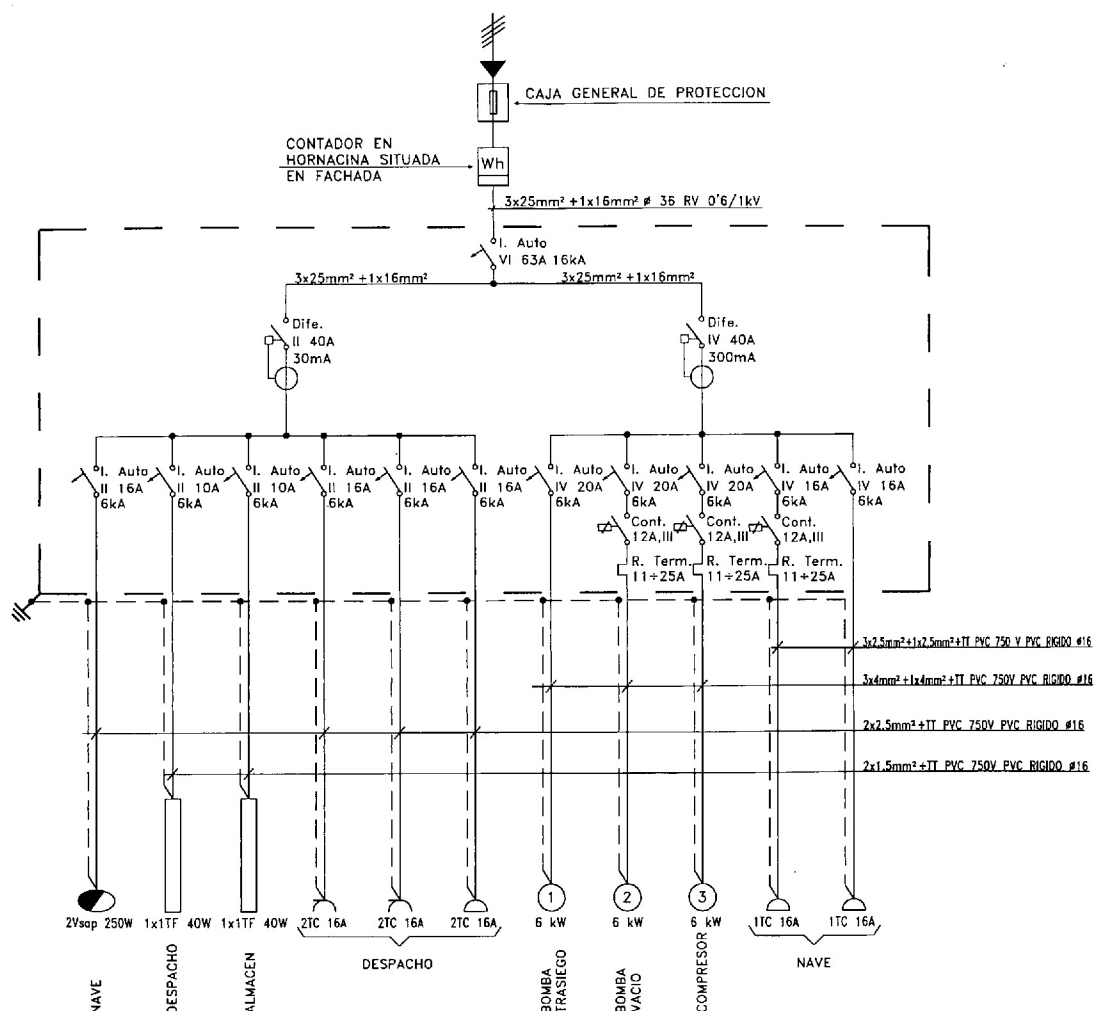 CAJA GENERAL DE PROTECCION
CONTADOR EN
HORNACINA SITUADA
EN FACHADA
Wh
3x25mm² +1x16mm² ø 36 RV 0'6/1kV
I. Auto
VI 63A 16kA
3x25mm² +1x16mm²
3x25mm² +1x16mm²
Dife.
II 40A
30mA
Dife.
IV 40A
300mA
I. Auto
II 16A
6kA
I. Auto
II 10A
6kA
I. Auto
II 10A
6kA
I. Auto
II 16A
6kA
I. Auto
II 16A
6kA
I. Auto
II 16A
6kA
I. Auto
IV 20A
6kA
I. Auto
IV 20A
6kA
I. Auto
IV 20A
6kA
I. Auto
IV 16A
6kA
I. Auto
IV 16A
6kA
Cont.
12A,III
Cont.
12A,III
Cont.
12A,III
R. Term.
11÷25A
R. Term.
11÷25A
R. Term.
11÷25A
3x2,5mm²+1x2,5mm²+TT PVC 750 V PVC RIGIDO ø16
3x4mm²+1x4mm²+TT PVC 750V PVC RIGIDO ø16
2x2,5mm²+TT PVC 750V PVC RIGIDO ø16
2x1,5mm²+TT PVC 750V PVC RIGIDO ø16
1
2
3
2Vsap 250W
1x1TF 40W
1x1TF 40W
2TC 16A
2TC 16A
2TC 16A
6 kW
6 kW
6 kW
1TC 16A
1TC 16A
NAVE
DESPACHO
ALMACEN
DESPACHO
BOMBA
TRASIEGO
BOMBA
VACIO
COMPRESOR
NAVE